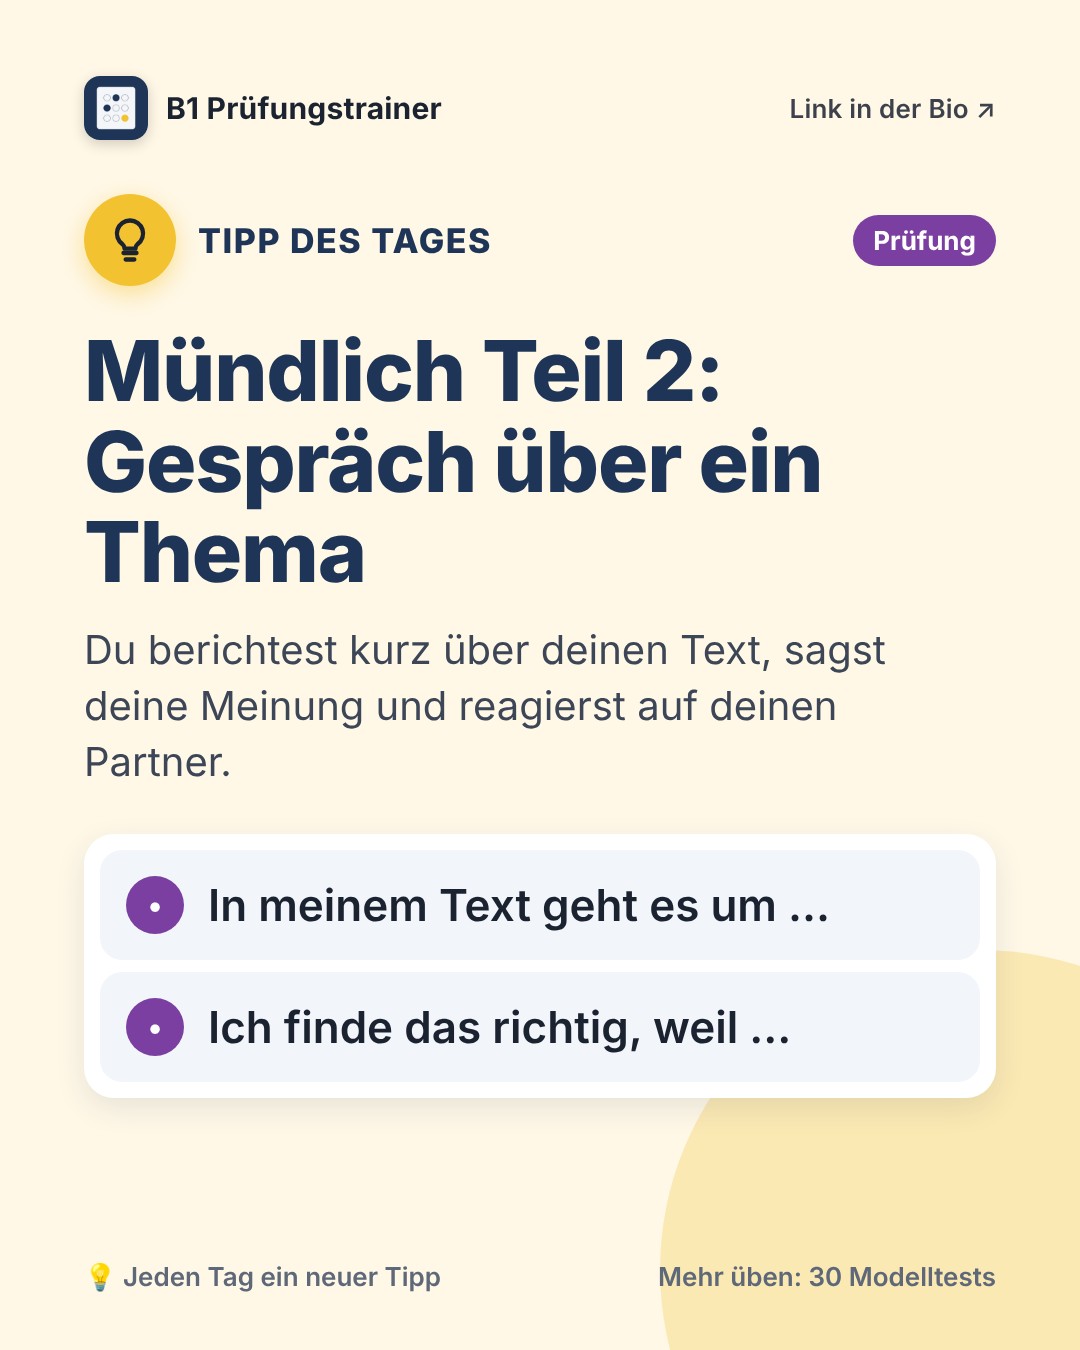 B1 Prüfungstrainer
Link in der Bio ↗
TIPP DES TAGES
Prüfung
Mündlich Teil 2:
Gespräch über ein
Thema
Du berichtest kurz über deinen Text, sagst
deine Meinung und reagierst auf deinen
Partner.
In meinem Text geht es um …
Ich finde das richtig, weil …
💡 Jeden Tag ein neuer Tipp
Mehr üben: 30 Modelltests